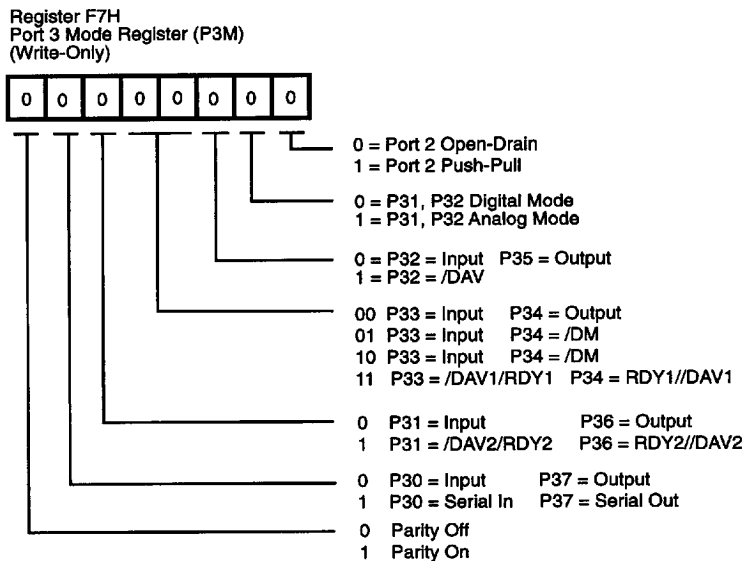 Register F7H
Port 3 Mode Register (P3M)
(Write-Only)
0 0 0 0 0 0 0 0
0 = Port 2 Open-Drain
1 = Port 2 Push-Pull
0 = P31, P32 Digital Mode
1 = P31, P32 Analog Mode
0 = P32 = Input P35 = Output
1 = P32 = /DAV
00 P33 = Input P34 = Output
01 P33 = Input P34 = /DM
10 P33 = Input P34 = /DM
11 P33 = /DAV1/RDY1 P34 = RDY1//DAV1
0 P31 = Input P36 = Output
1 P31 = /DAV2/RDY2 P36 = RDY2//DAV2
0 P30 = Input P37 = Output
1 P30 = Serial In P37 = Serial Out
0 Parity Off
1 Parity On